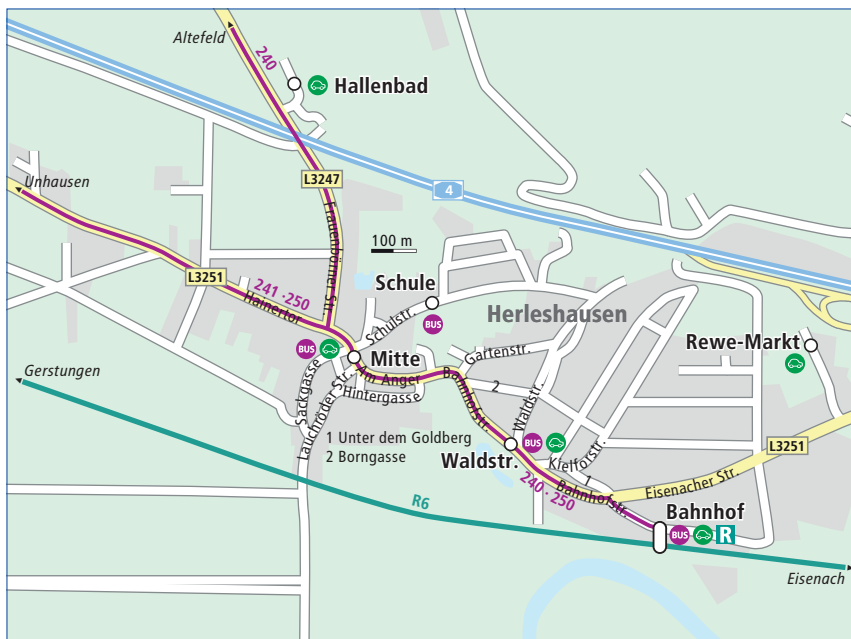 Altefeld
240
Hallenbad
4
Unhausen
L3247
Frauenborner Str.
100 m
L3251
241 · 250
Hainertor
Schule
BUS
Schulstr.
Herleshausen
Rewe-Markt
BUS
Mitte
Gartenstr.
Gerstungen
Sackgasse
Am Anger
Bahnhofstr.
2
Hintergasse
Lauchröder Str.
Waldstr.
1 Unter dem Goldberg
2 Borngasse
BUS
Waldstr.
Kielforstr.
1
L3251
Eisenacher Str.
240 · 250
Bahnhofstr.
R6
Bahnhof
BUS
R
Eisenach